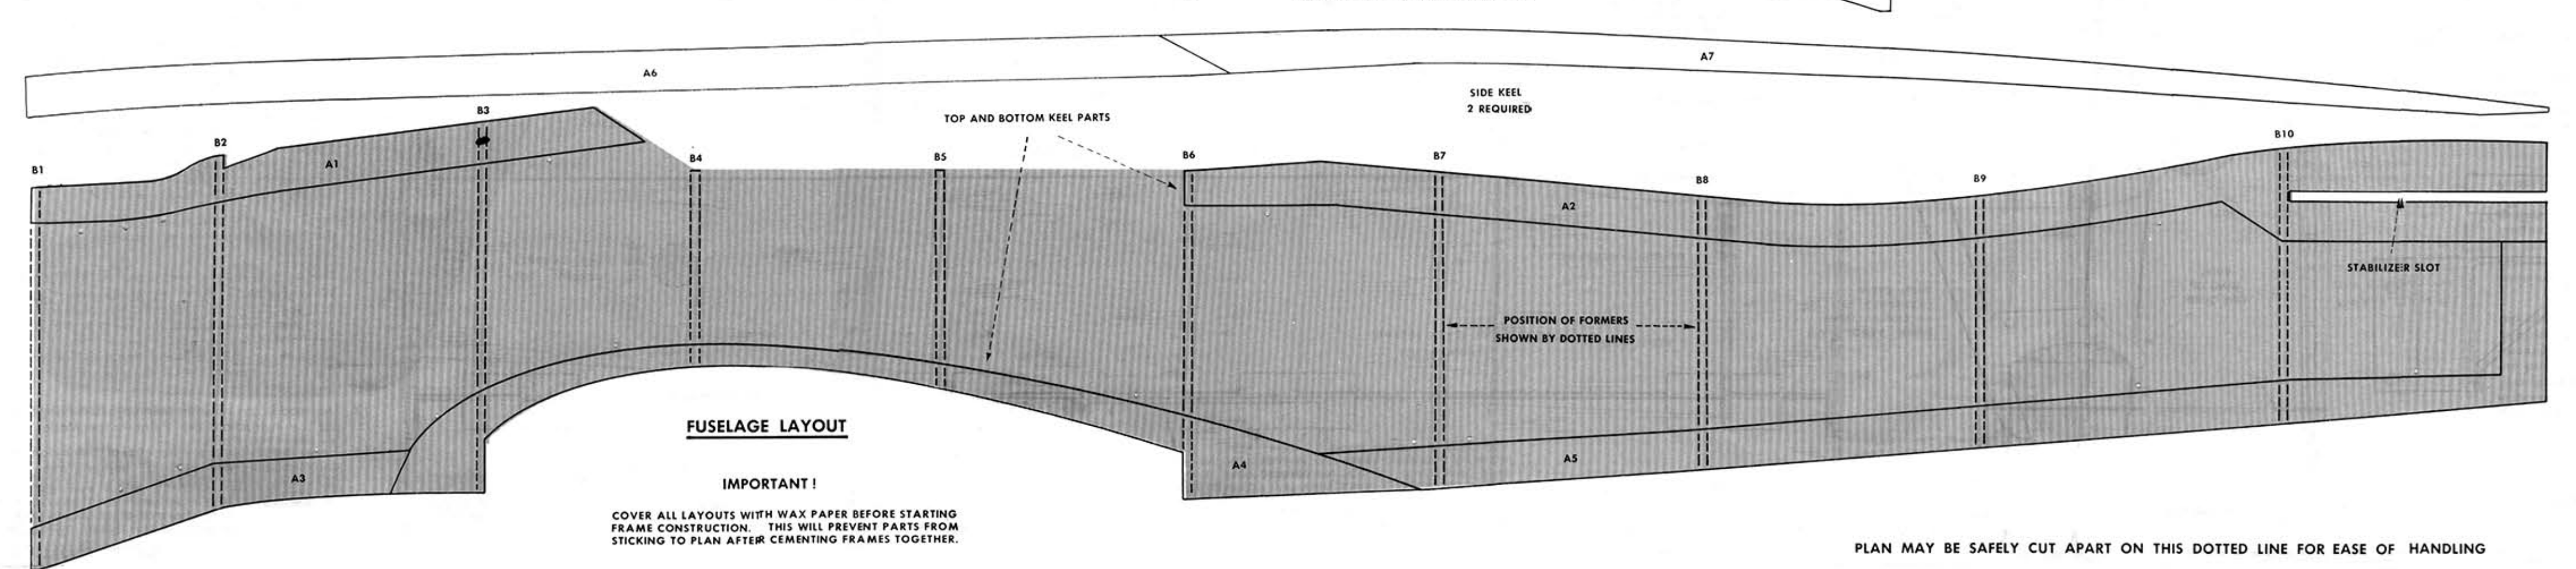 A6
A7
SIDE KEEL
2 REQUIRED
B3
TOP AND BOTTOM KEEL PARTS
B2
B10
B1
A1
B4
B5
B6
B7
B8
B9
A2
STABILIZER SLOT
POSITION OF FORMERS
SHOWN BY DOTTED LINES
FUSELAGE LAYOUT
A3
A4
A5
IMPORTANT!
COVER ALL LAYOUTS WITH WAX PAPER BEFORE STARTING
FRAME CONSTRUCTION. THIS WILL PREVENT PARTS FROM
STICKING TO PLAN AFTER CEMENTING FRAMES TOGETHER.
PLAN MAY BE SAFELY CUT APART ON THIS DOTTED LINE FOR EASE OF HANDLING